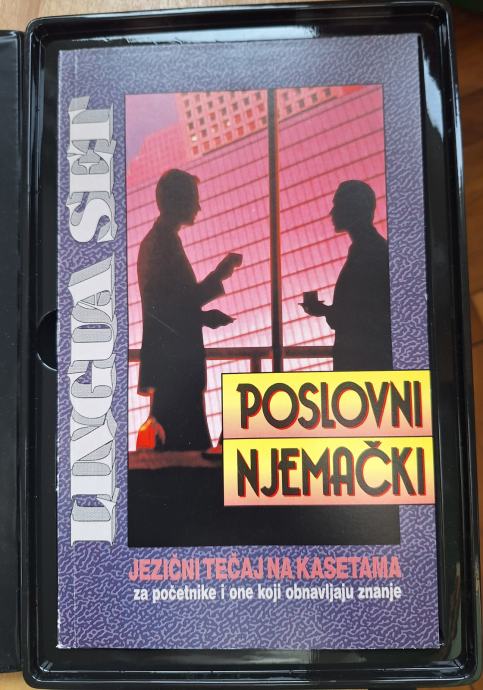 LINGUA SET
POSLOVNI
NJEMAČKI
JEZIČNI TEČAJ NA KASETAMA
za početnike i one koji obnavljaju znanje